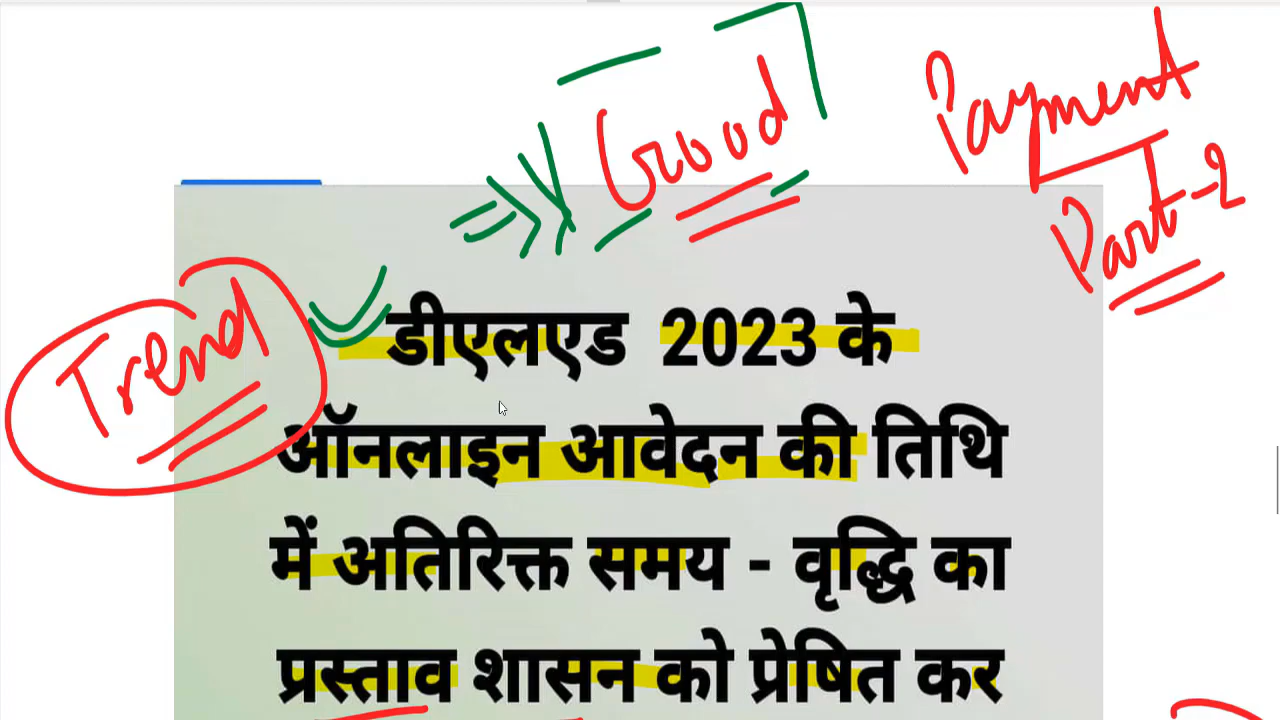 Good
Payment
Part-2
Trend
डीएलएड 2023 के
ऑनलाइन आवेदन की तिथि
में अतिरिक्त समय - वृद्धि का
प्रस्ताव शासन को प्रेषित कर